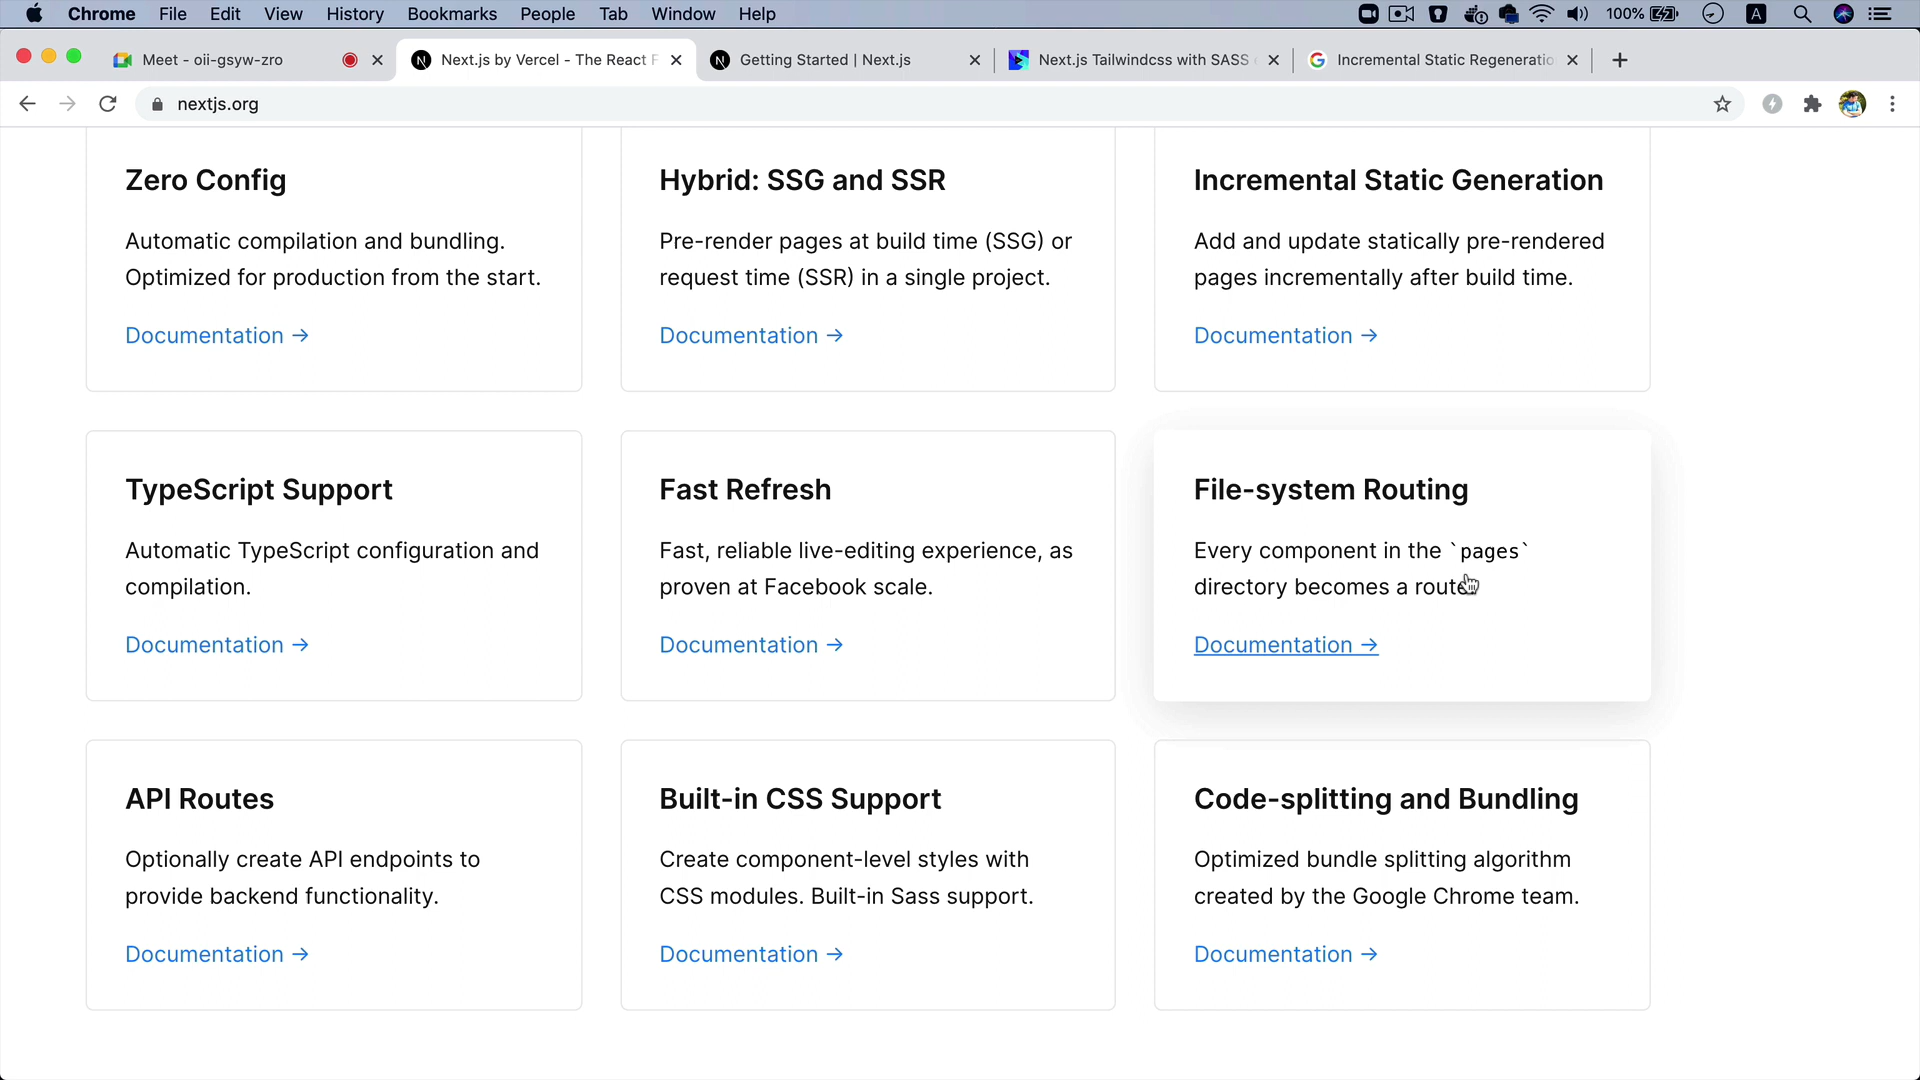 Chrome File Edit View History Bookmarks People Tab Window Help 100% A
Meet - oii-gsyw-zro
Next.js by Vercel - The React F
Getting Started | Next.js
Next.js Tailwindcss with SASS
Incremental Static Regeneratio
nextjs.org
Zero Config
Automatic compilation and bundling.
Optimized for production from the start.
Documentation →
Hybrid: SSG and SSR
Pre-render pages at build time (SSG) or
request time (SSR) in a single project.
Documentation →
Incremental Static Generation
Add and update statically pre-rendered
pages incrementally after build time.
Documentation →
TypeScript Support
Automatic TypeScript configuration and
compilation.
Documentation →
Fast Refresh
Fast, reliable live-editing experience, as
proven at Facebook scale.
Documentation →
File-system Routing
Every component in the `pages`
directory becomes a route
Documentation →
API Routes
Optionally create API endpoints to
provide backend functionality.
Documentation →
Built-in CSS Support
Create component-level styles with
CSS modules. Built-in Sass support.
Documentation →
Code-splitting and Bundling
Optimized bundle splitting algorithm
created by the Google Chrome team.
Documentation →